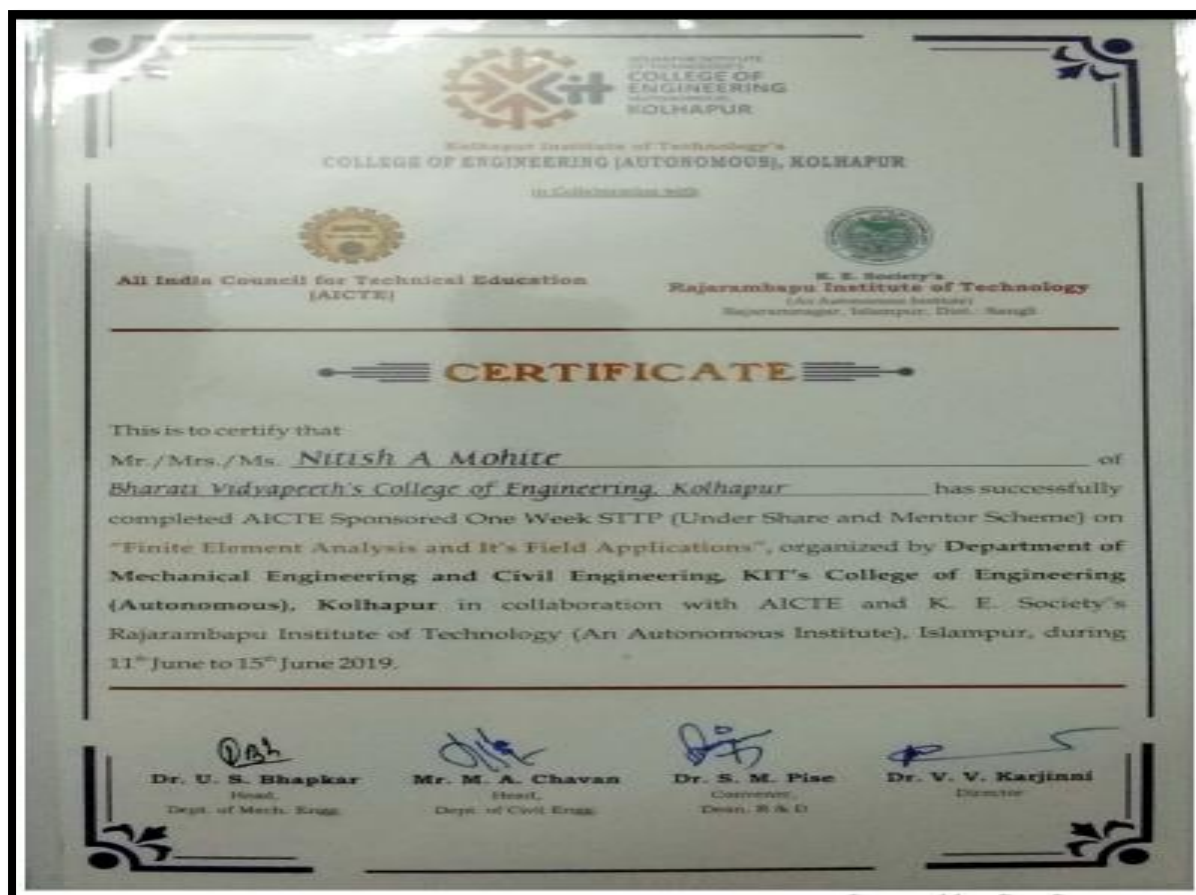 KOLHAPUR INSTITUTE
OF TECHNOLOGY'S
COLLEGE OF
ENGINEERING
KOLHAPUR
Kolhapur Institute of Technology's
COLLEGE OF ENGINEERING (AUTONOMOUS), KOLHAPUR
in Collaboration with
All India Council for Technical Education
(AICTE)
K. E. Society's
Rajarambapu Institute of Technology
(An Autonomous Institute)
Rajaramnagar, Islampur, Dist.: Sangli
CERTIFICATE
This is to certify that
Mr./Mrs./Ms. Nitish A Mohite of
Bharati Vidyapeeth's College of Engineering, Kolhapur has successfully
completed AICTE Sponsored One Week STTP (Under Share and Mentor Scheme) on
"Finite Element Analysis and It's Field Applications", organized by Department of
Mechanical Engineering and Civil Engineering, KIT's College of Engineering
(Autonomous), Kolhapur in collaboration with AICTE and K. E. Society's
Rajarambapu Institute of Technology (An Autonomous Institute), Islampur, during
11th June to 15th June 2019.
Dr. U. S. Bhapkar
Head,
Dept. of Mech. Engg.
Mr. M. A. Chavan
Head,
Dept. of Civil Engg.
Dr. S. M. Pise
Convener,
Dean, R & D
Dr. V. V. Karjinni
Director